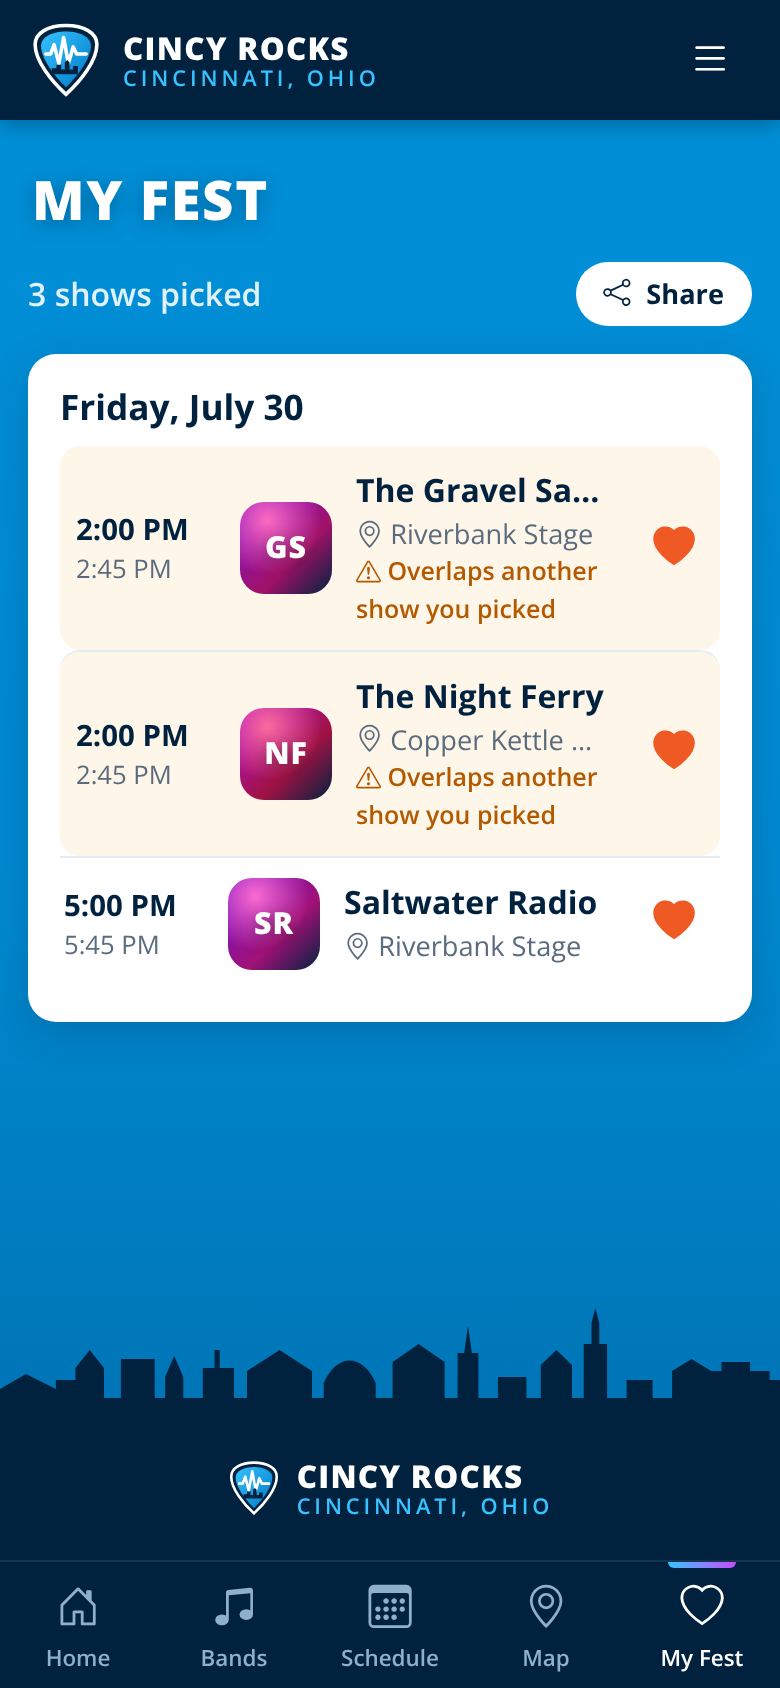 CINCY ROCKS
CINCINNATI, OHIO
MY FEST
3 shows picked
Share
Friday, July 30
2:00 PM
2:45 PM
GS
The Gravel Sa...
Riverbank Stage
Overlaps another
show you picked
2:00 PM
2:45 PM
NF
The Night Ferry
Copper Kettle ...
Overlaps another
show you picked
5:00 PM
5:45 PM
SR
Saltwater Radio
Riverbank Stage
CINCY ROCKS
CINCINNATI, OHIO
Home
Bands
Schedule
Map
My Fest